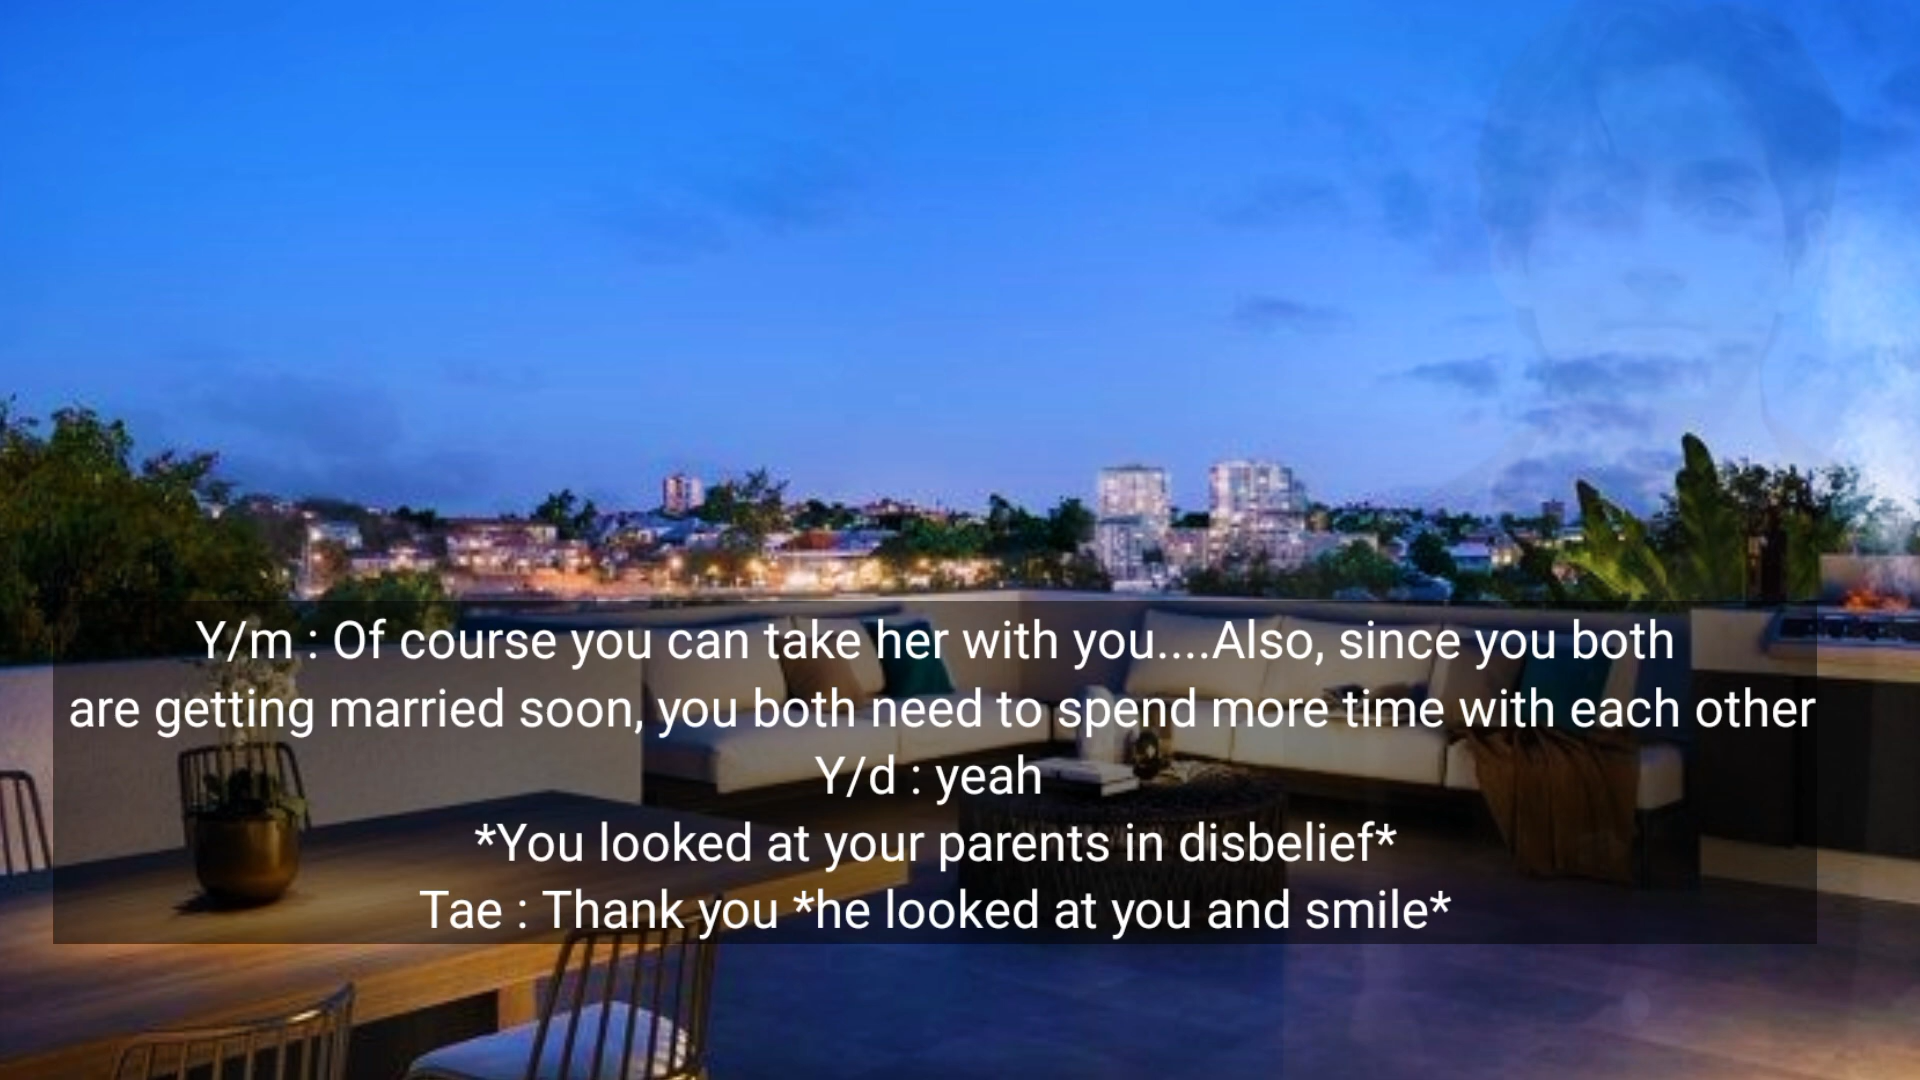 Y/m : Of course you can take her with you....Also, since you both
are getting married soon, you both need to spend more time with each other
Y/d : yeah
*You looked at your parents in disbelief*
Tae : Thank you *he looked at you and smile*